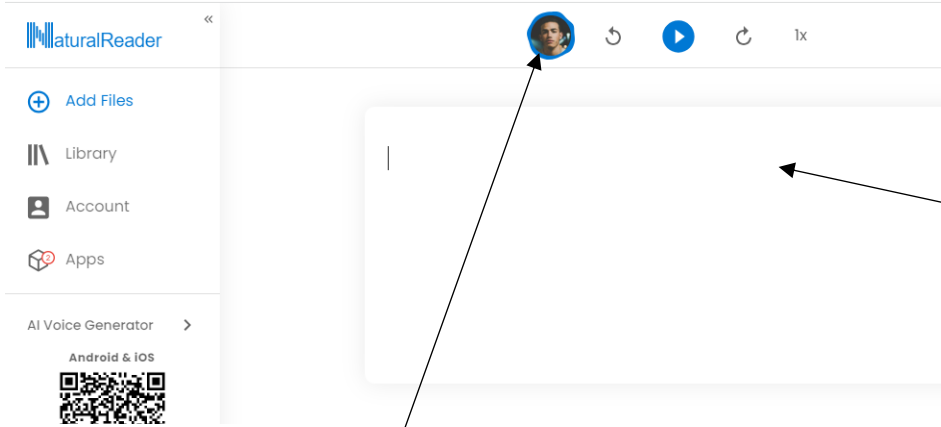 «
NaturalReader
1x
Add Files
Library
Account
2
Apps
AI Voice Generator
Android & iOS